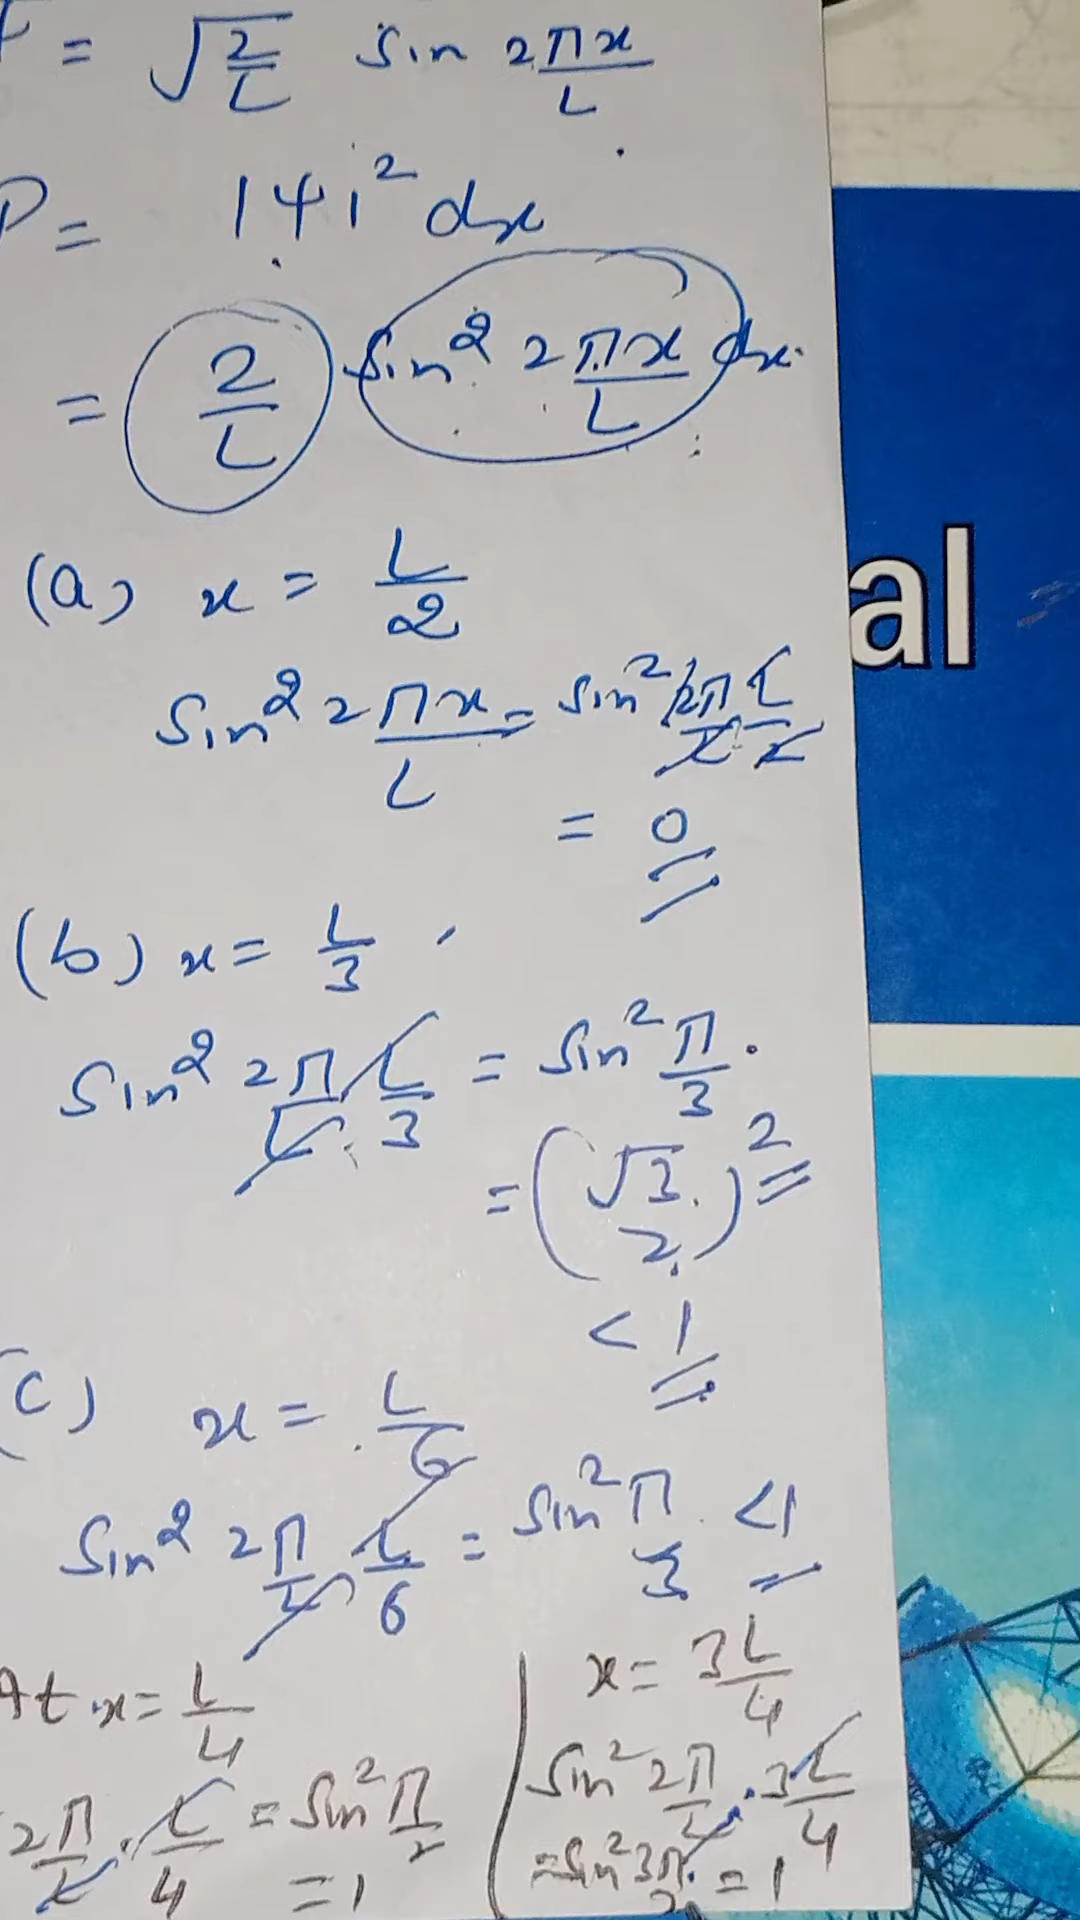 = √(2/L) Sin 2πx/L
P = |ψ|² dx
= 2/L Sin² 2πx/L dx
(a) x = L/2
Sin² 2πx/L = Sin² 2π/L L/2
= 0
(b) x = L/3
Sin² 2π/L · L/3 = Sin² π/3
= (√3/2)²
< 1
(c) x = L/6
Sin² 2π/L L/6 = Sin² π/3 < 1
At x = L/4
2π/L · L/4 = Sin² π/2
= 1
x = 3L/4
Sin² 2π/L · 3L/4
= Sin² 3π/2 = 1
al